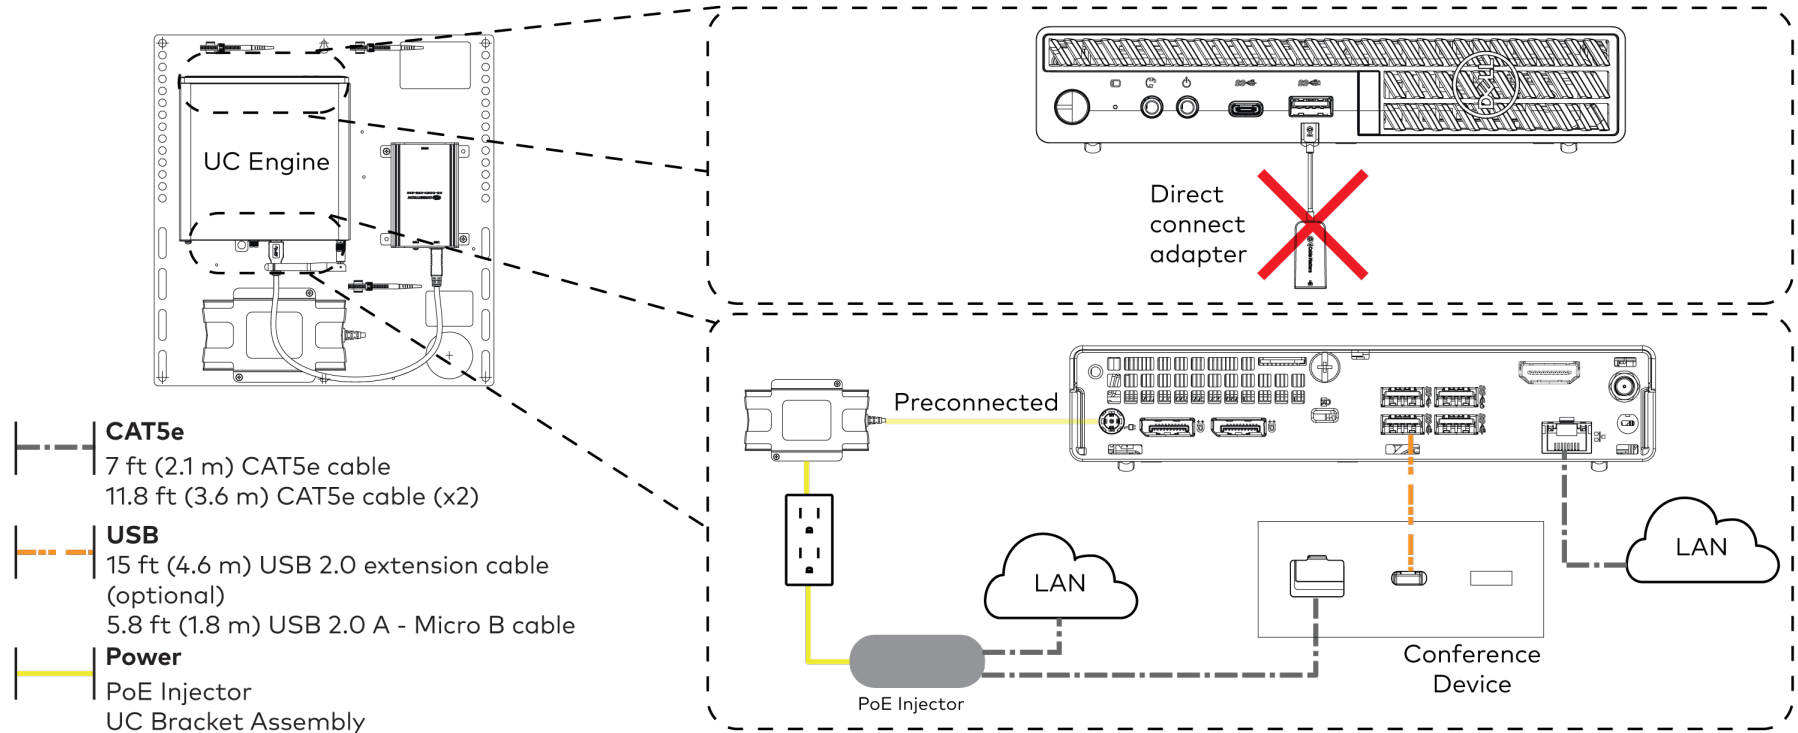 UC Engine
DELL
Direct
connect
adapter
Preconnected
LAN
LAN
Conference
Device
PoE Injector
CAT5e
7 ft (2.1 m) CAT5e cable
11.8 ft (3.6 m) CAT5e cable (x2)
USB
15 ft (4.6 m) USB 2.0 extension cable
(optional)
5.8 ft (1.8 m) USB 2.0 A - Micro B cable
Power
PoE Injector
UC Bracket Assembly